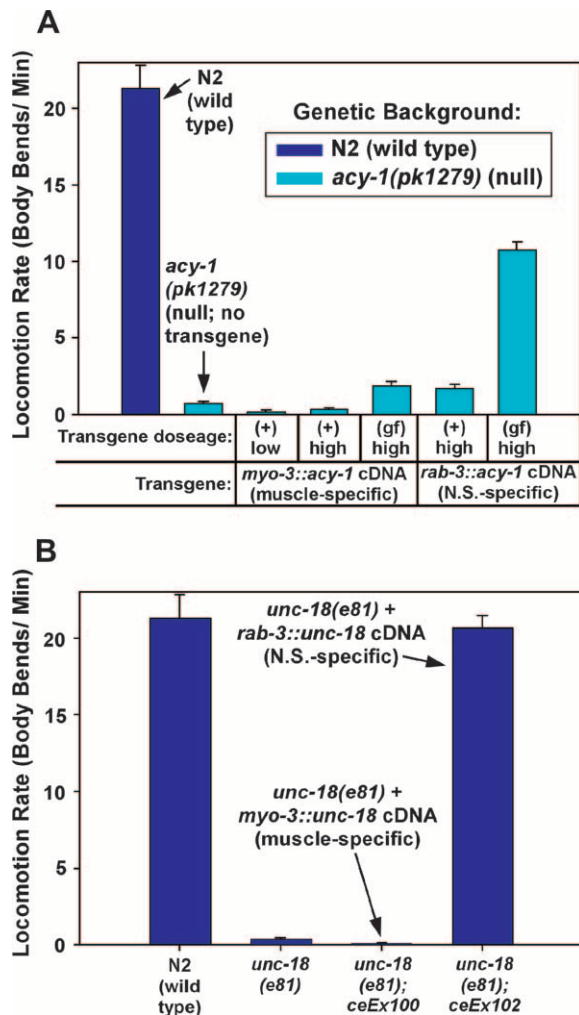 A
Locomotion Rate (Body Bends/ Min)
20
15
10
5
0
N2
(wild
type)
Genetic Background:
N2 (wild type)
acy-1(pk1279) (null)
acy-1
(pk1279)
(null; no
transgene)
Transgene doseage:
(+)
low
(+)
high
(gf)
high
(+)
high
(gf)
high
Transgene:
myo-3::acy-1 cDNA
(muscle-specific)
rab-3::acy-1 cDNA
(N.S.-specific)
B
Locomotion Rate (Body Bends/ Min)
20
15
10
5
0
unc-18(e81) +
rab-3::unc-18 cDNA
(N.S.-specific)
unc-18(e81) +
myo-3::unc-18 cDNA
(muscle-specific)
N2
(wild
type)
unc-18
(e81)
unc-18
(e81);
ceEx100
unc-18
(e81);
ceEx102